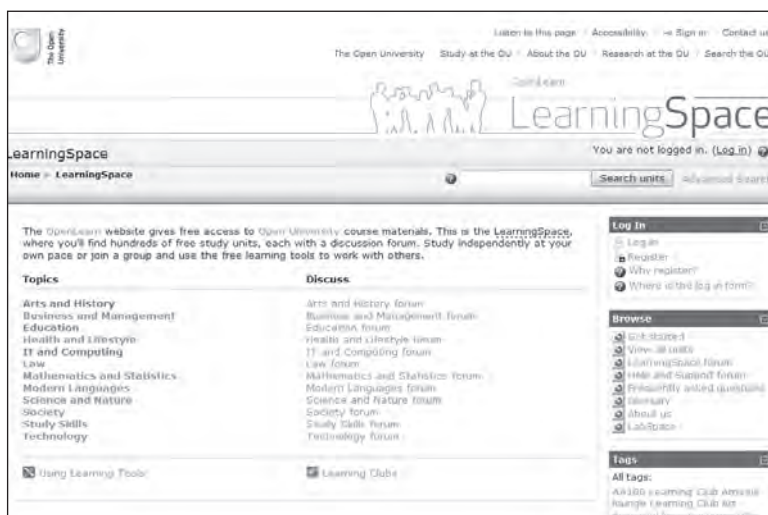 The Open
University
Listen to this page Accessibility Sign in Contact us
The Open University Study at the OU About the OU Research at the OU Search the OU
OpenLearn
LearningSpace
LearningSpace
You are not logged in. (Log in)
Home LearningSpace
Search units Advanced Search
The OpenLearn website gives free access to Open University course materials. This is the LearningSpace,
where you'll find hundreds of free study units, each with a discussion forum. Study independently at your
own pace or join a group and use the free learning tools to work with others.
Topics
Arts and History
Business and Management
Education
Health and Lifestyle
IT and Computing
Law
Mathematics and Statistics
Modern Languages
Science and Nature
Society
Study Skills
Technology
Using Learning Tools
Discuss
Arts and History forum
Business and Management forum
Education forum
Health and Lifestyle forum
IT and Computing forum
Law forum
Mathematics and Statistics forum
Modern Languages forum
Science and Nature forum
Society forum
Study Skills forum
Technology forum
Learning Clubs
Log In
Log in
Register
Why register?
Where is the log in form?
Browse
Get started
View all units
LearningSpace forum
Help and Support forum
Frequently asked questions
Glossary
About us
LabSpace
Tags
All tags:
Learning Club
Learning Club